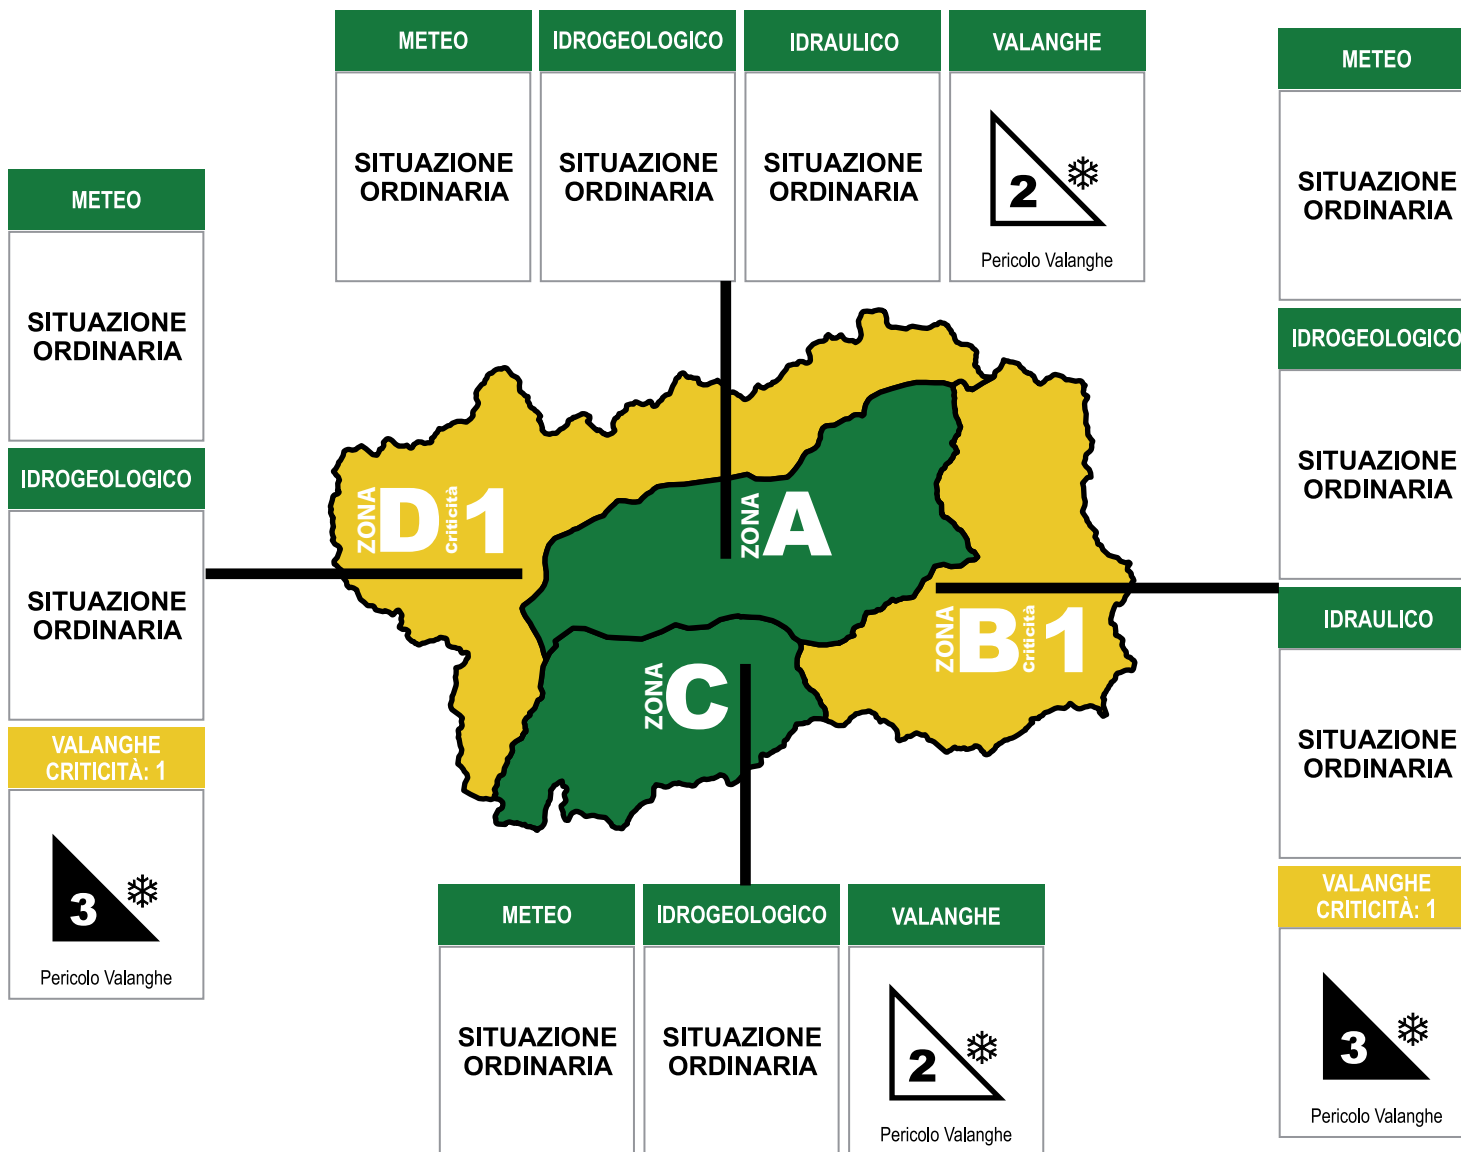 METEO
SITUAZIONE
ORDINARIA
IDROGEOLOGICO
SITUAZIONE
ORDINARIA
IDRAULICO
SITUAZIONE
ORDINARIA
VALANGHE
2
Pericolo Valanghe
METEO
SITUAZIONE
ORDINARIA
IDROGEOLOGICO
SITUAZIONE
ORDINARIA
VALANGHE
CRITICITÀ: 1
3
Pericolo Valanghe
ZONA D Criticità 1
ZONA A
ZONA B Criticità 1
ZONA C
METEO
SITUAZIONE
ORDINARIA
IDROGEOLOGICO
SITUAZIONE
ORDINARIA
IDRAULICO
SITUAZIONE
ORDINARIA
VALANGHE
CRITICITÀ: 1
3
Pericolo Valanghe
METEO
SITUAZIONE
ORDINARIA
IDROGEOLOGICO
SITUAZIONE
ORDINARIA
VALANGHE
2
Pericolo Valanghe